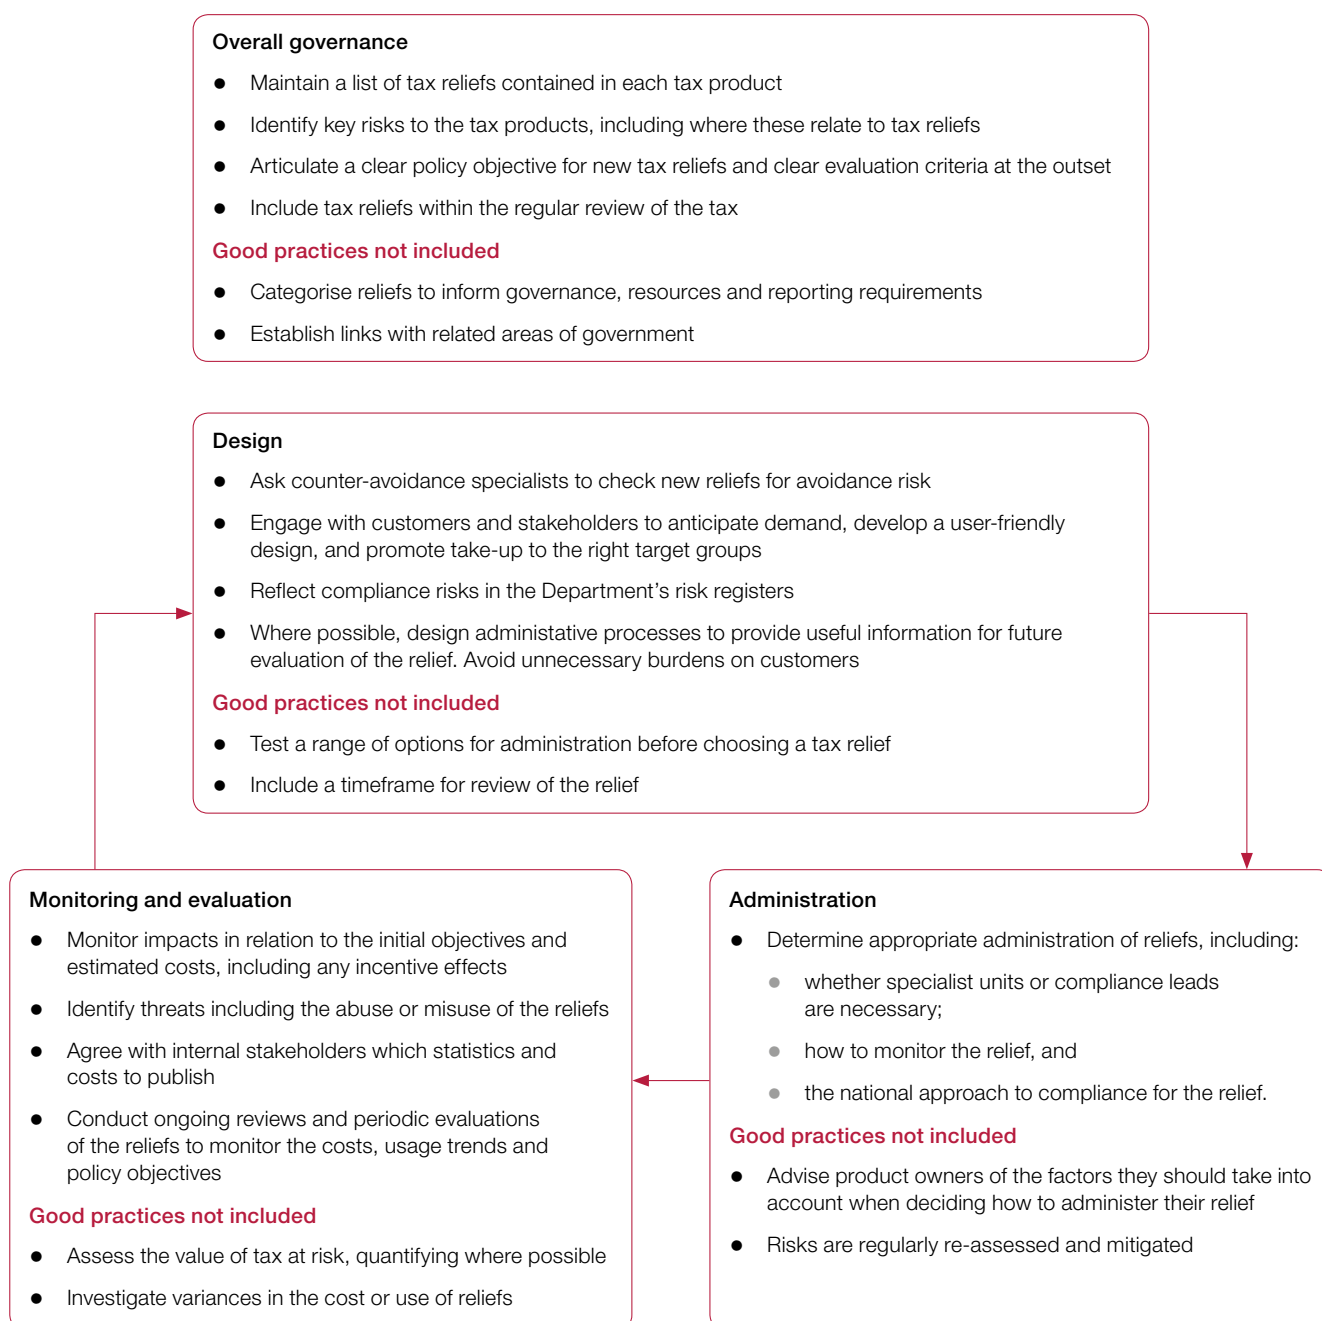 Overall governance
● Maintain a list of tax reliefs contained in each tax product
● Identify key risks to the tax products, including where these relate to tax reliefs
● Articulate a clear policy objective for new tax reliefs and clear evaluation criteria at the outset
● Include tax reliefs within the regular review of the tax
Good practices not included
● Categorise reliefs to inform governance, resources and reporting requirements
● Establish links with related areas of government
Design
● Ask counter-avoidance specialists to check new reliefs for avoidance risk
● Engage with customers and stakeholders to anticipate demand, develop a user-friendly
design, and promote take-up to the right target groups
● Reflect compliance risks in the Department’s risk registers
● Where possible, design administative processes to provide useful information for future
evaluation of the relief. Avoid unnecessary burdens on customers
Good practices not included
● Test a range of options for administration before choosing a tax relief
● Include a timeframe for review of the relief
Monitoring and evaluation
● Monitor impacts in relation to the initial objectives and
estimated costs, including any incentive effects
● Identify threats including the abuse or misuse of the reliefs
● Agree with internal stakeholders which statistics and
costs to publish
● Conduct ongoing reviews and periodic evaluations
of the reliefs to monitor the costs, usage trends and
policy objectives
Good practices not included
● Assess the value of tax at risk, quantifying where possible
● Investigate variances in the cost or use of reliefs
Administration
● Determine appropriate administration of reliefs, including:
● whether specialist units or compliance leads
are necessary;
● how to monitor the relief, and
● the national approach to compliance for the relief.
Good practices not included
● Advise product owners of the factors they should take into
account when deciding how to administer their relief
● Risks are regularly re-assessed and mitigated